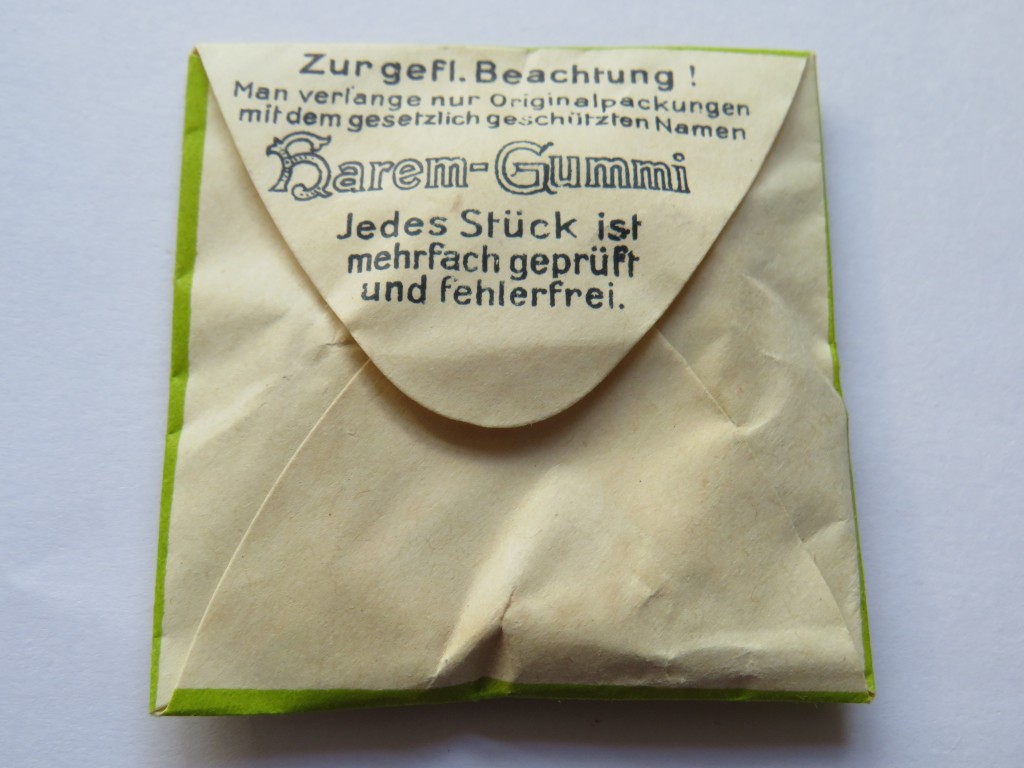 Zur gefl. Beachtung !
Man verlange nur Originalpackungen
mit dem gesetzlich geschützten Namen
Harem-Gummi
Jedes Stück ist
mehrfach geprüft
und fehlerfrei.